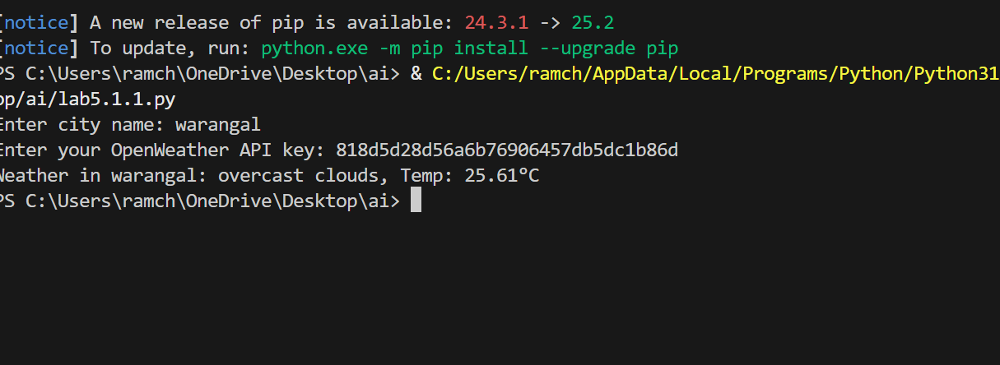 [notice] A new release of pip is available: 24.3.1 -> 25.2
[notice] To update, run: python.exe -m pip install --upgrade pip
PS C:\Users\ramch\OneDrive\Desktop\ai> & C:/Users/ramch/AppData/Local/Programs/Python/Python31
op/ai/lab5.1.1.py
Enter city name: warangal
Enter your OpenWeather API key: 818d5d28d56a6b76906457db5dc1b86d
Weather in warangal: overcast clouds, Temp: 25.61°C
PS C:\Users\ramch\OneDrive\Desktop\ai>